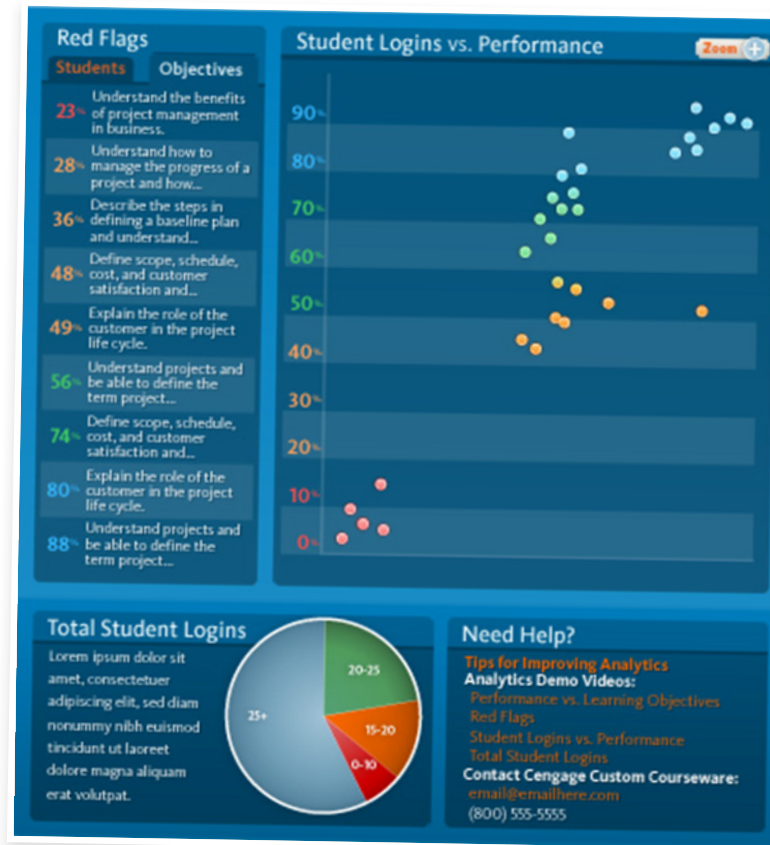 Red Flags
Students
Objectives
23% Understand the benefits
of project management
in business.
28% Understand how to
manage the progress of a
project and how...
36% Describe the steps in
defining a baseline plan
and understand...
48% Define scope, schedule,
cost, and customer
satisfaction and...
49% Explain the role of the
customer in the project
life cycle.
56% Understand projects and
be able to define the
term project...
74% Define scope, schedule,
cost, and customer
satisfaction and...
80% Explain the role of the
customer in the project
life cycle.
88% Understand projects and
be able to define the
term project...
Student Logins vs. Performance
Zoom +
90%
80%
70%
60%
50%
40%
30%
20%
10%
0%
Total Student Logins
Lorem ipsum dolor sit
amet, consectetuer
adipiscing elit, sed diam
nonummy nibh euismod
tincidunt ut laoreet
dolore magna aliquam
erat volutpat.
20-25
25+
15-20
0-10
Need Help?
Tips for Improving Analytics
Analytics Demo Videos:
Performance vs. Learning Objectives
Red Flags
Student Logins vs. Performance
Total Student Logins
Contact Cengage Custom Courseware:
email@emailhere.com
(800) 555-5555